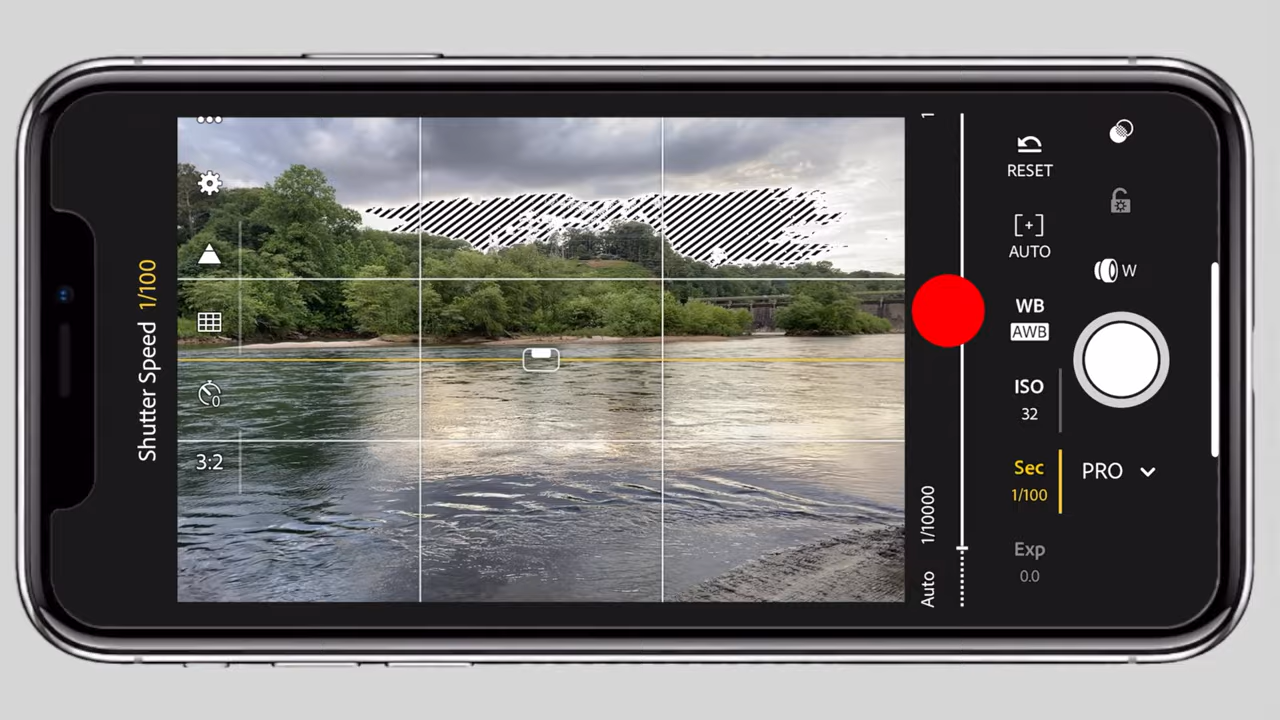 Shutter Speed 1/100
0
3:2
1
1/10000
Auto
RESET
AUTO
WB
AWB
ISO
32
Sec
1/100
Exp
0.0
W
PRO